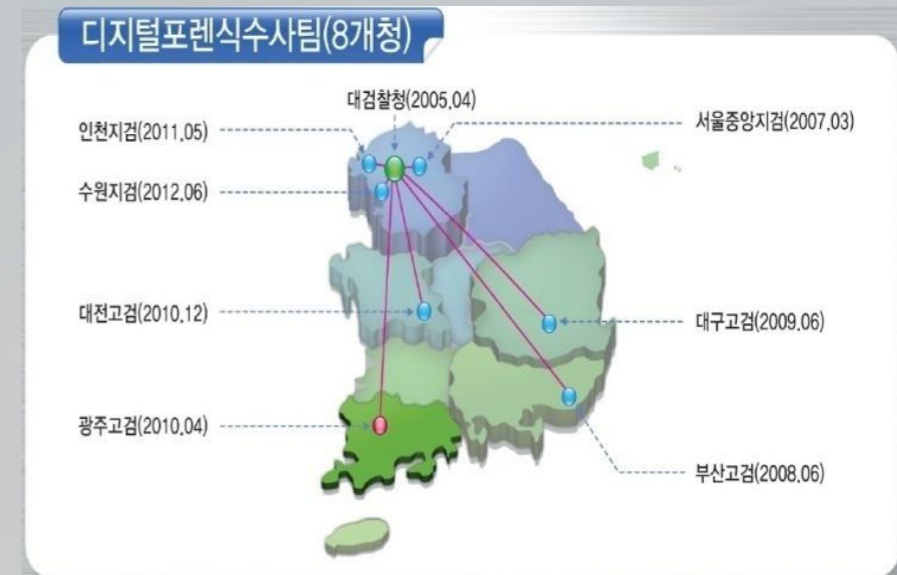 디지털포렌식수사팀(8개청)
대검찰청(2005.04)
인천지검(2011.05)
서울중앙지검(2007.03)
수원지검(2012.06)
대전고검(2010.12)
대구고검(2009.06)
광주고검(2010.04)
부산고검(2008.06)